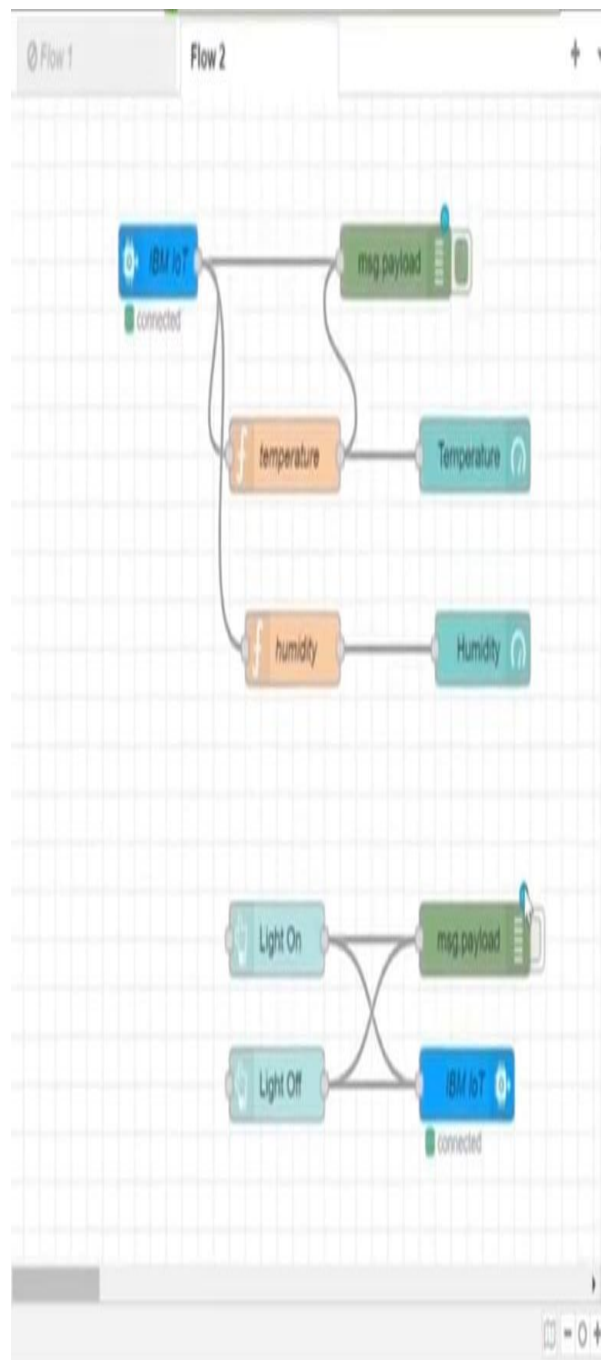 Flow 1
Flow 2
IBM IoT
msg.payload
connected
temperature
Temperature
humidity
Humidity
Light On
msg.payload
Light Off
IBM IoT
connected